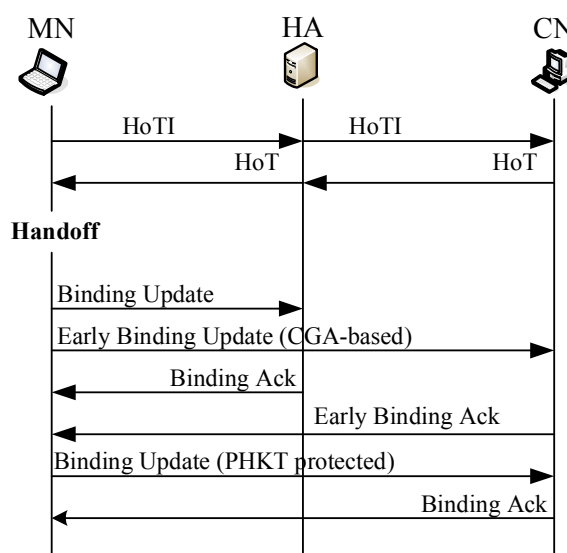 MN HA CN
HoTI HoTI
HoT HoT
Handoff
Binding Update
Early Binding Update (CGA-based)
Binding Ack
Early Binding Ack
Binding Update (PHKT protected)
Binding Ack